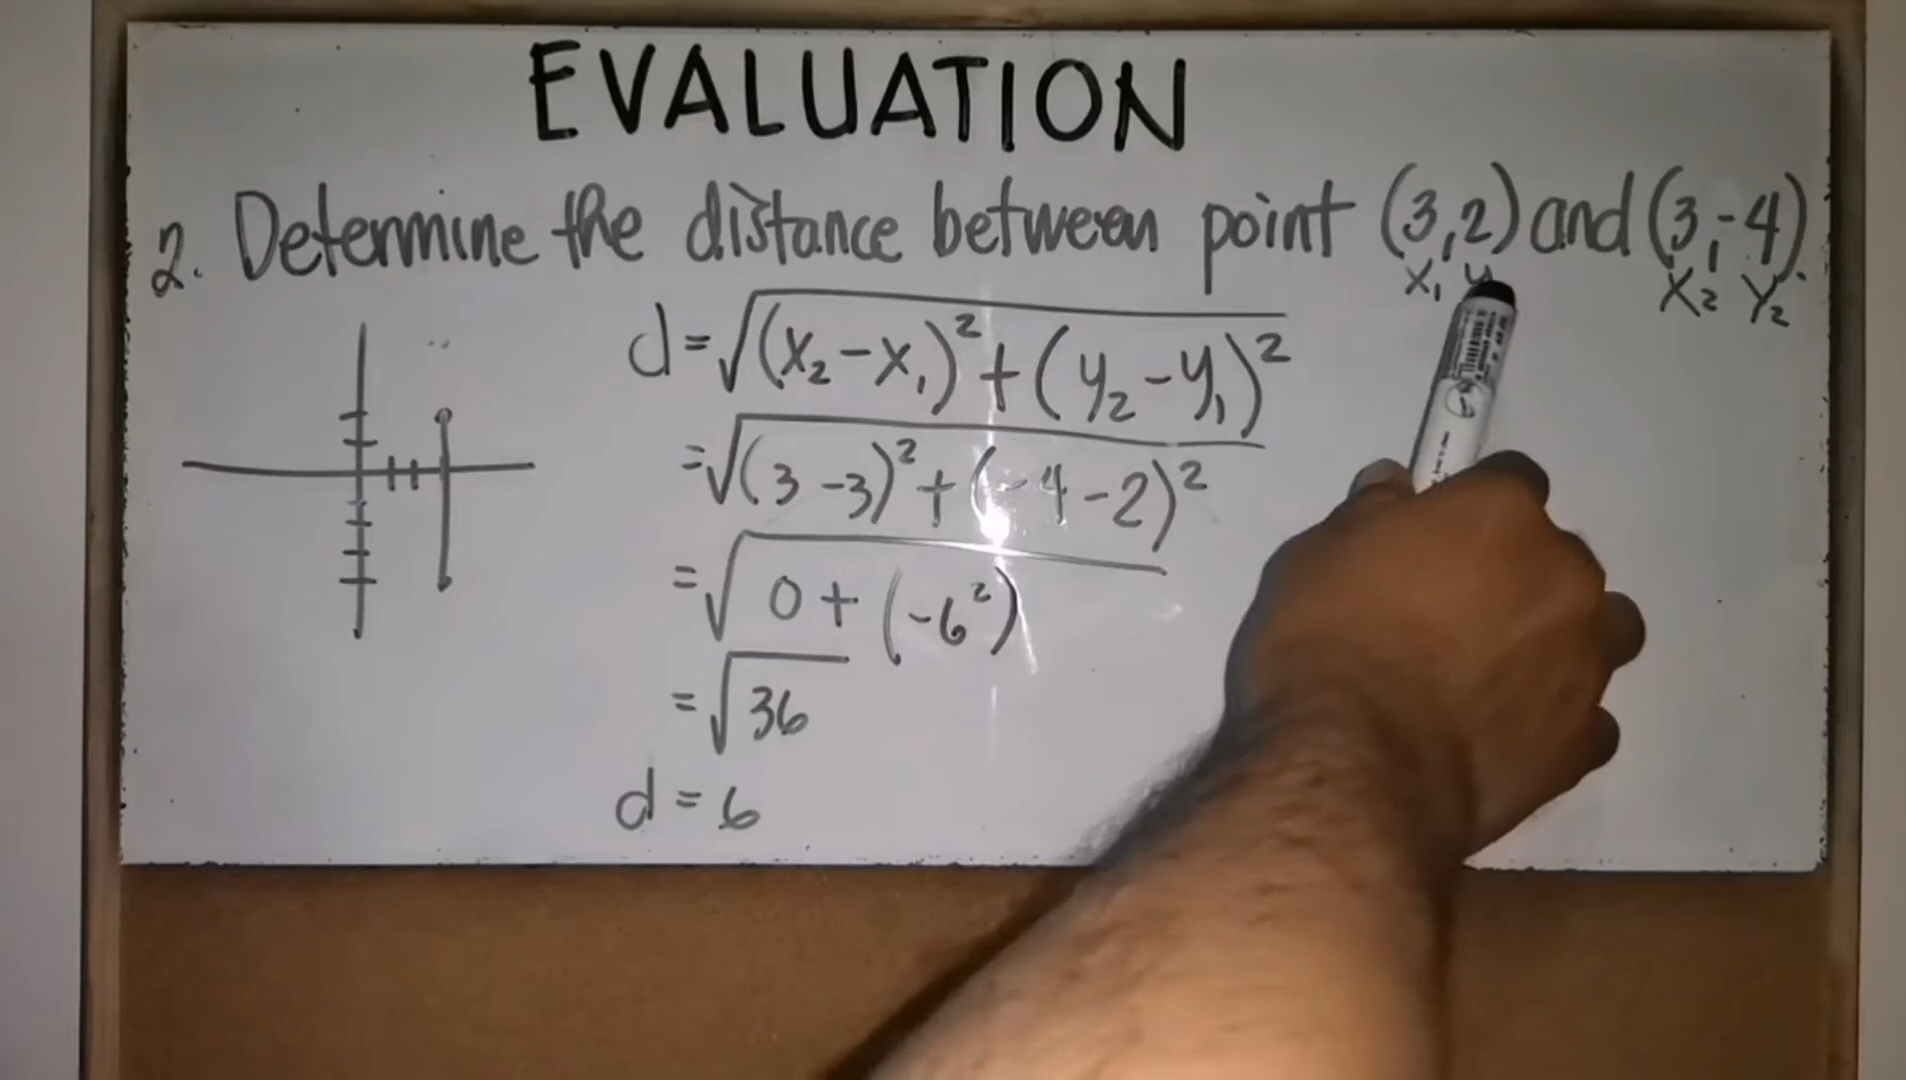 EVALUATION
2. Determine the distance between point (3,2) and (3,-4).
x₁ y x₂ y₂
d=√(x₂-x₁)²+(y₂-y₁)²
=√(3-3)²+(-4-2)²
=√0+(-6²)
=√36
d=6